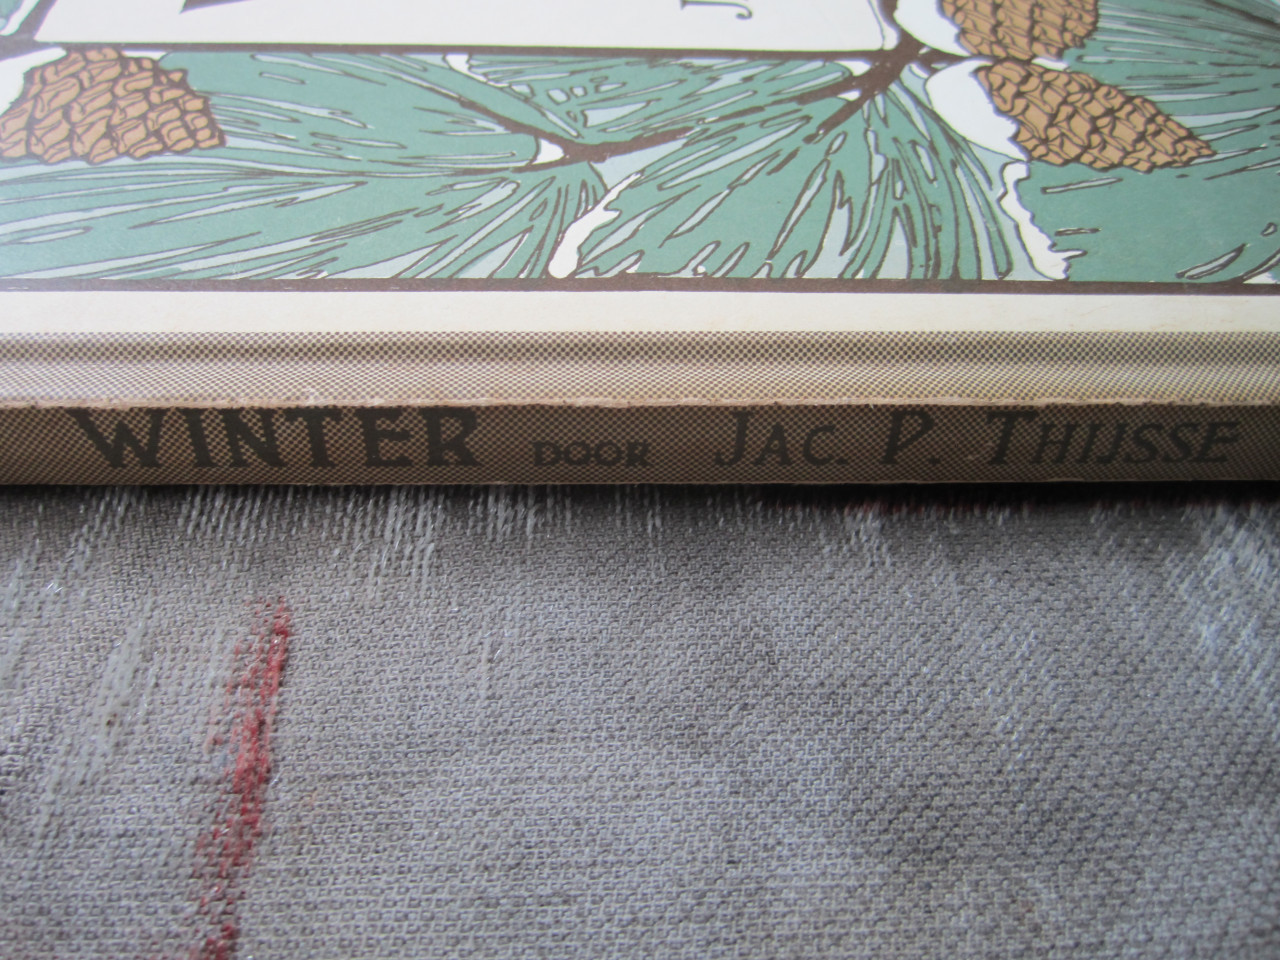 WINTER DOOR JAC. P. THIJSSE